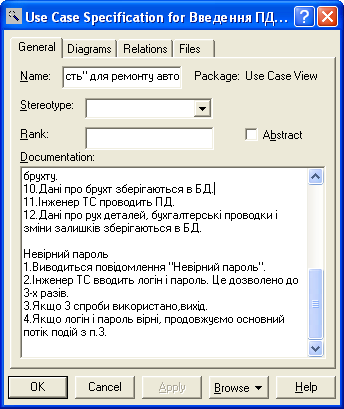 Use Case Specification for Введення ПД...
General
Diagrams
Relations
Files
Name:
сть" для ремонту авто
Package: Use Case View
Stereotype:
Rank:
Abstract
Documentation:
брухту.
10.Дані про брухт зберігаються в БД.
11.Інженер ТС проводить ПД.
12.Дані про рух деталей, бухгалтерські проводки і
зміни залишків зберігаються в БД.
Невірний пароль
1.Виводиться повідомлення "Невірний пароль".
2.Інженер ТС вводить логін і пароль. Це дозволено до
3-х разів.
3.Якщо 3 спроби використано,вихід.
4.Якщо логін і пароль вірні, продовжуємо основний
потік подій з п.3.
OK
Cancel
Apply
Browse
Help